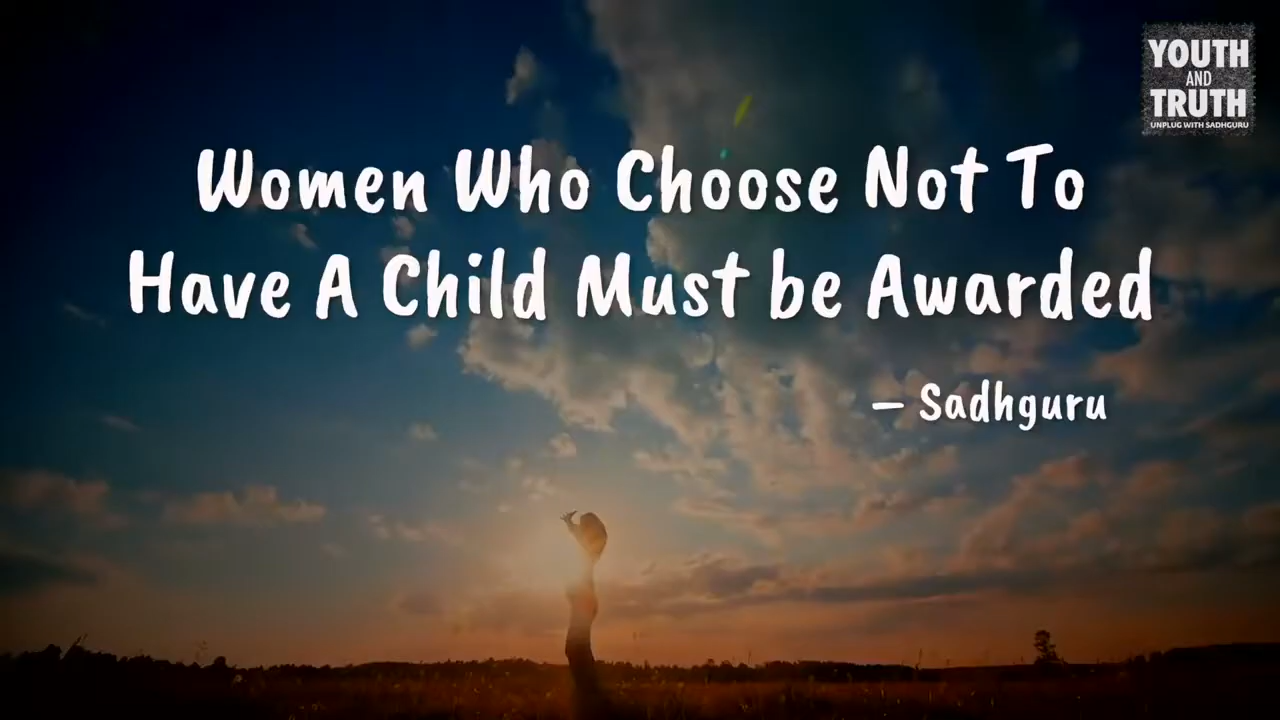 YOUTH
AND
TRUTH
UNPLUG WITH SADHGURU
Women Who Choose Not To
Have A Child Must be Awarded
– Sadhguru